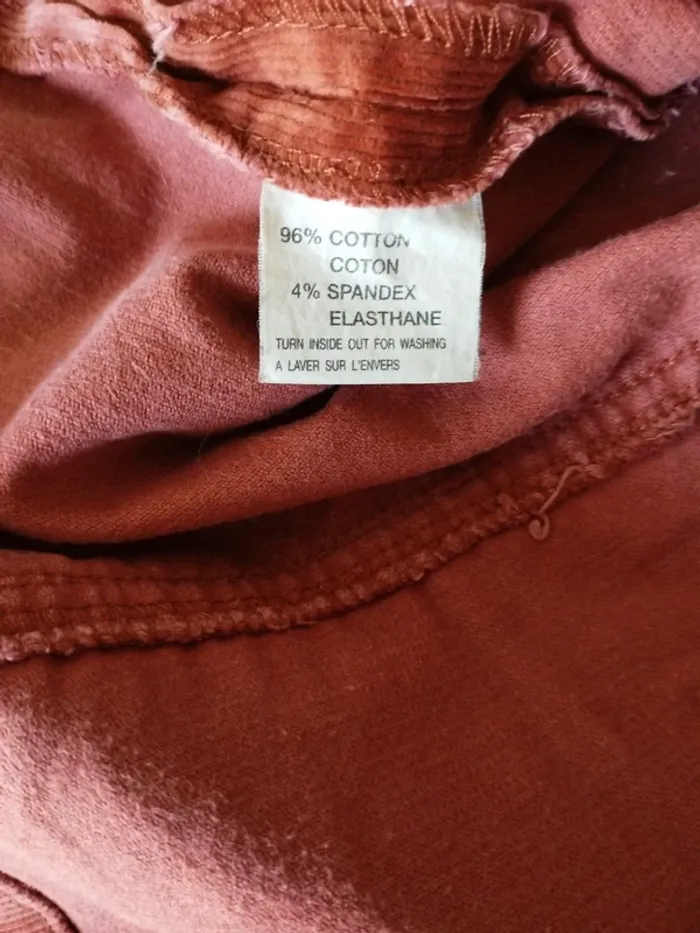 96% COTTON
COTON
4% SPANDEX
ELASTHANE
TURN INSIDE OUT FOR WASHING
A LAVER SUR L'ENVERS